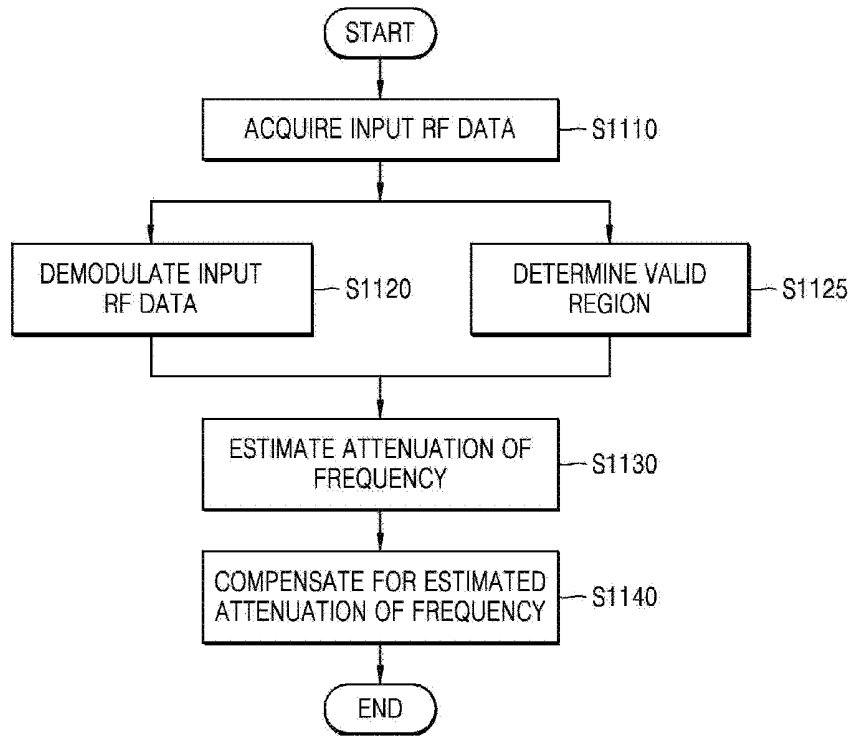 START
ACQUIRE INPUT RF DATA
S1110
DEMODULATE INPUT
RF DATA
S1120
DETERMINE VALID
REGION
S1125
ESTIMATE ATTENUATION OF
FREQUENCY
S1130
COMPENSATE FOR ESTIMATED
ATTENUATION OF FREQUENCY
S1140
END